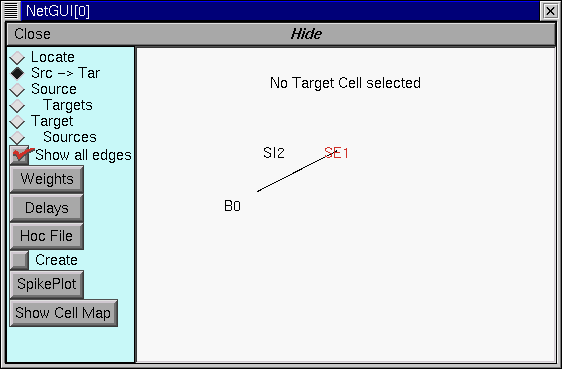 NetGUI[0]
Close
Hide
Locate
Src -> Tar
Source
Targets
Target
Sources
Show all edges
Weights
Delays
Hoc File
Create
SpikePlot
Show Cell Map
No Target Cell selected
SI2
SE1
B0